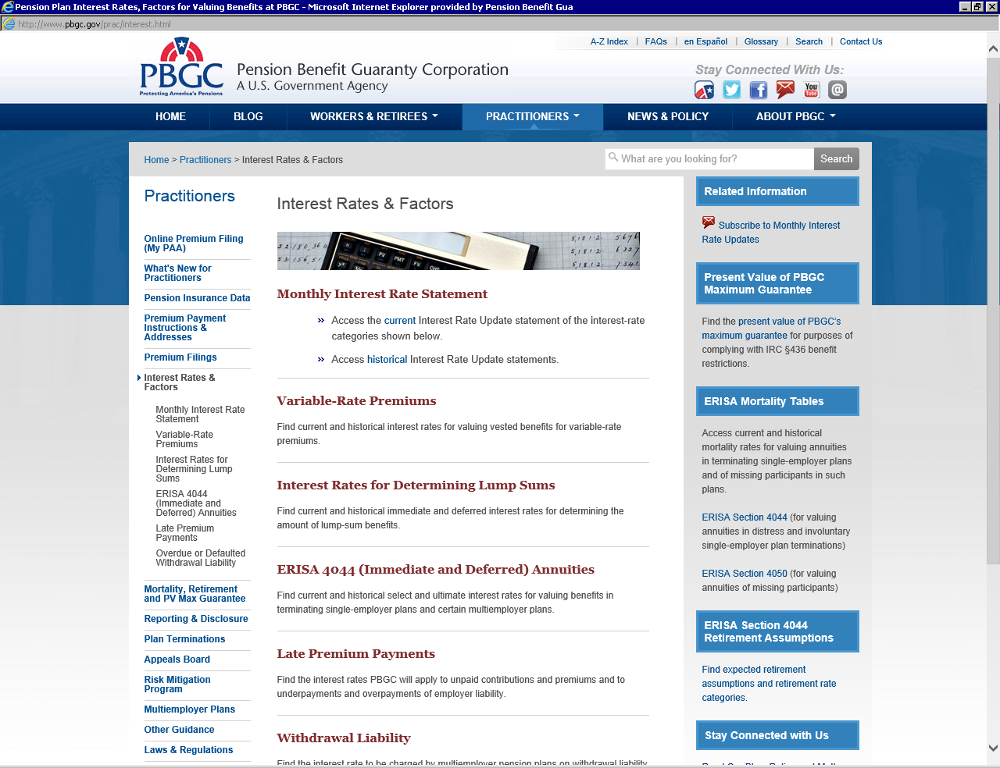 Pension Plan Interest Rates, Factors for Valuing Benefits at PBGC - Microsoft Internet Explorer provided by Pension Benefit Gua
http://www.pbgc.gov/prac/interest.html
A-Z Index | FAQs | en Español | Glossary | Search | Contact Us
PBGC
Protecting America's Pensions
Pension Benefit Guaranty Corporation
A U.S. Government Agency
Stay Connected With Us:
You
Tube
@
HOME BLOG WORKERS & RETIREES PRACTITIONERS NEWS & POLICY ABOUT PBGC
Home > Practitioners > Interest Rates & Factors
What are you looking for? Search
Practitioners
Online Premium Filing
(My PAA)
What's New for
Practitioners
Pension Insurance Data
Premium Payment
Instructions &
Addresses
Premium Filings
Interest Rates &
Factors
Monthly Interest Rate
Statement
Variable-Rate
Premiums
Interest Rates for
Determining Lump
Sums
ERISA 4044
(Immediate and
Deferred) Annuities
Late Premium
Payments
Overdue or Defaulted
Withdrawal Liability
Mortality, Retirement
and PV Max Guarantee
Reporting & Disclosure
Plan Terminations
Appeals Board
Risk Mitigation
Program
Multiemployer Plans
Other Guidance
Laws & Regulations
Interest Rates & Factors
PV PMT FV
Monthly Interest Rate Statement
» Access the current Interest Rate Update statement of the interest-rate
categories shown below.
» Access historical Interest Rate Update statements.
Variable-Rate Premiums
Find current and historical interest rates for valuing vested benefits for variable-rate
premiums.
Interest Rates for Determining Lump Sums
Find current and historical immediate and deferred interest rates for determining the
amount of lump-sum benefits.
ERISA 4044 (Immediate and Deferred) Annuities
Find current and historical select and ultimate interest rates for valuing benefits in
terminating single-employer plans and certain multiemployer plans.
Late Premium Payments
Find the interest rates PBGC will apply to unpaid contributions and premiums and to
underpayments and overpayments of employer liability.
Withdrawal Liability
Find the interest rate to be charged by multiemployer pension plans on withdrawal liability
Related Information
Subscribe to Monthly Interest
Rate Updates
Present Value of PBGC
Maximum Guarantee
Find the present value of PBGC's
maximum guarantee for purposes of
complying with IRC §436 benefit
restrictions.
ERISA Mortality Tables
Access current and historical
mortality rates for valuing annuities
in terminating single-employer plans
and of missing participants in such
plans.
ERISA Section 4044 (for valuing
annuities in distress and involuntary
single-employer plan terminations)
ERISA Section 4050 (for valuing
annuities of missing participants)
ERISA Section 4044
Retirement Assumptions
Find expected retirement
assumptions and retirement rate
categories.
Stay Connected with Us